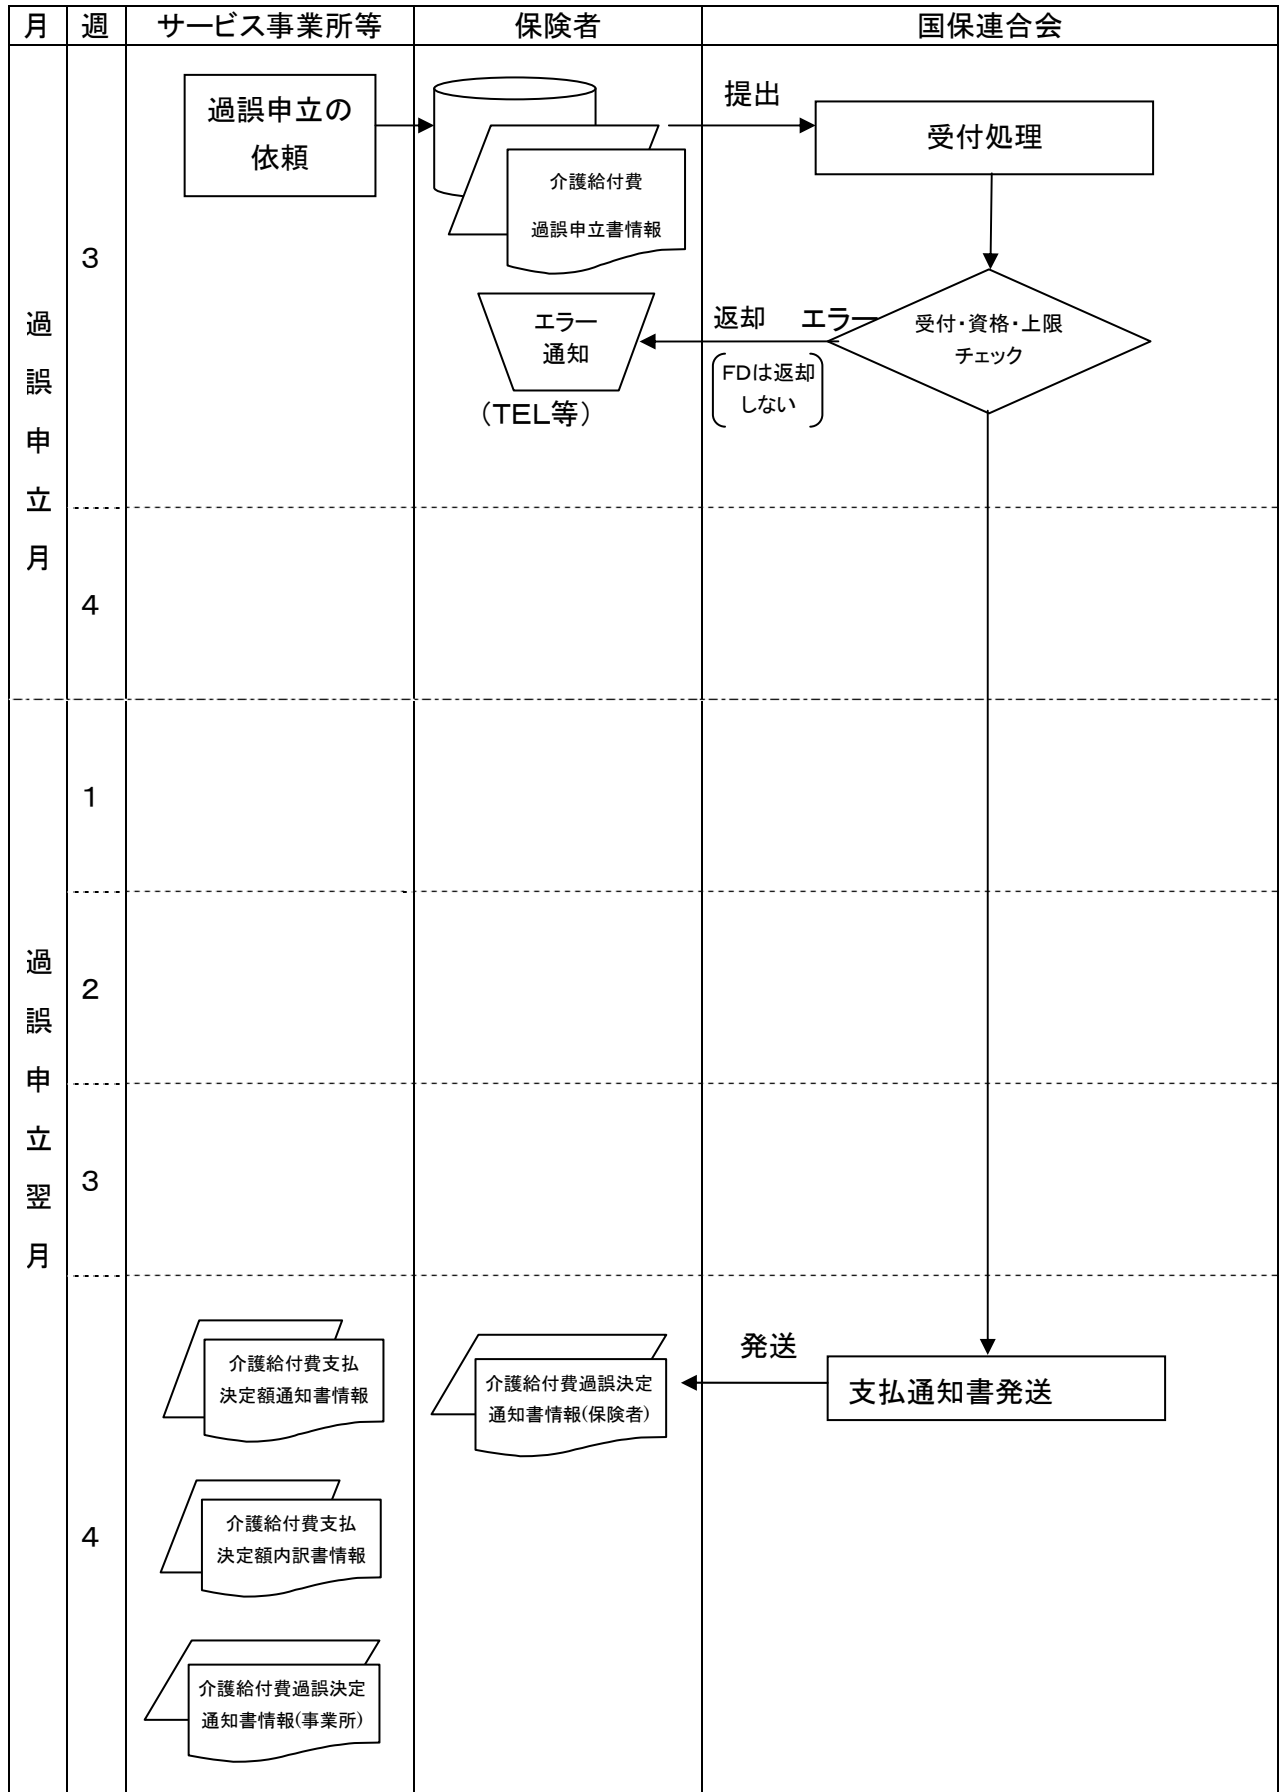 月
週
サービス事業所等
保険者
国保連合会
過誤申立月
3
過誤申立の
依頼
介護給付費
過誤申立書情報
提出
受付処理
受付・資格・上限
チェック
エラー
返却
FDは返却
しない
エラー
通知
（TEL等）
4
過誤申立翌月
1
2
3
4
介護給付費支払
決定額通知書情報
介護給付費過誤決定
通知書情報(保険者)
発送
支払通知書発送
介護給付費支払
決定額内訳書情報
介護給付費過誤決定
通知書情報(事業所)